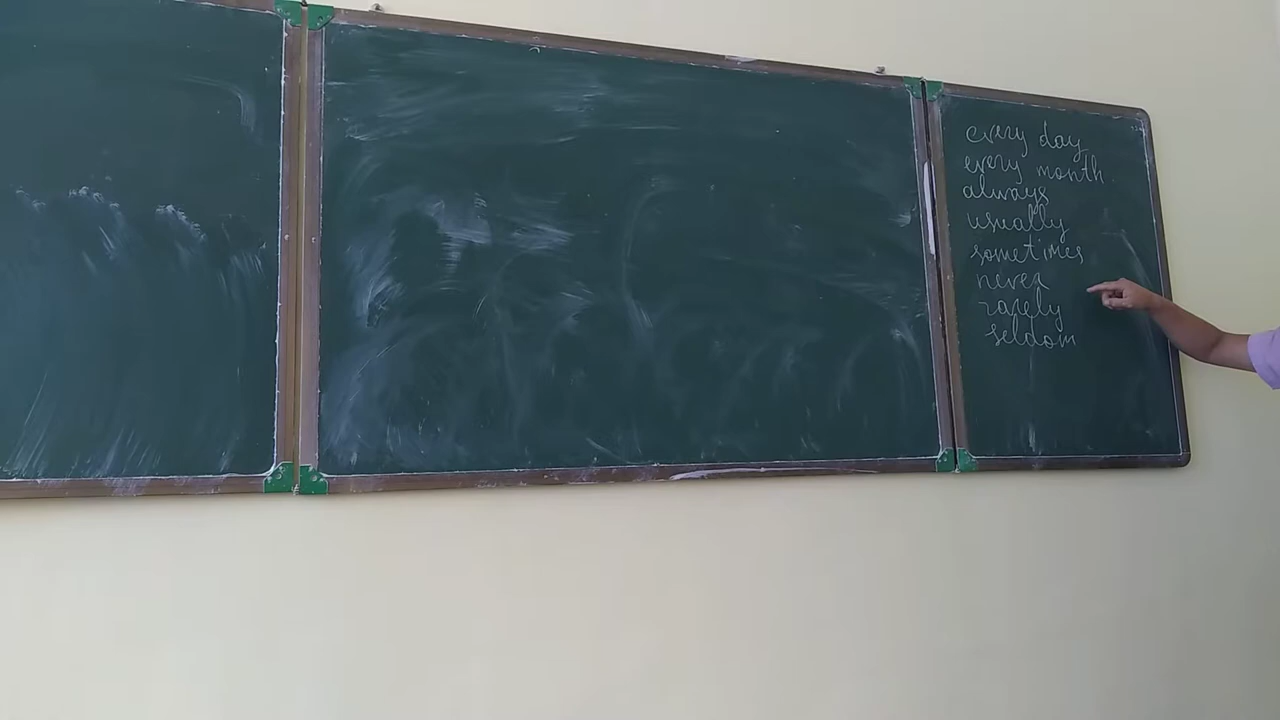 every day
every month
always
usually
sometimes
never
rarely
seldom